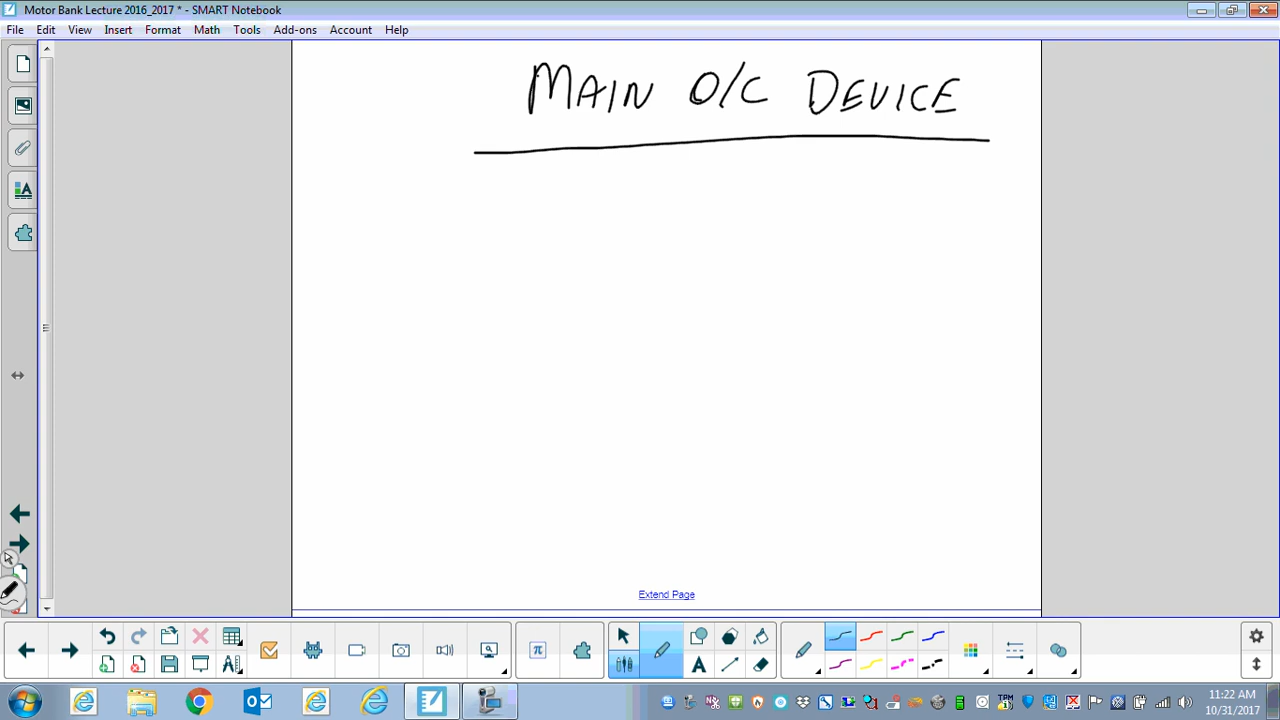 Motor Bank Lecture 2016_2017 * - SMART Notebook
File Edit View Insert Format Math Tools Add-ons Account Help
MAIN O/C DEVICE
Extend Page
11:22 AM
10/31/2017